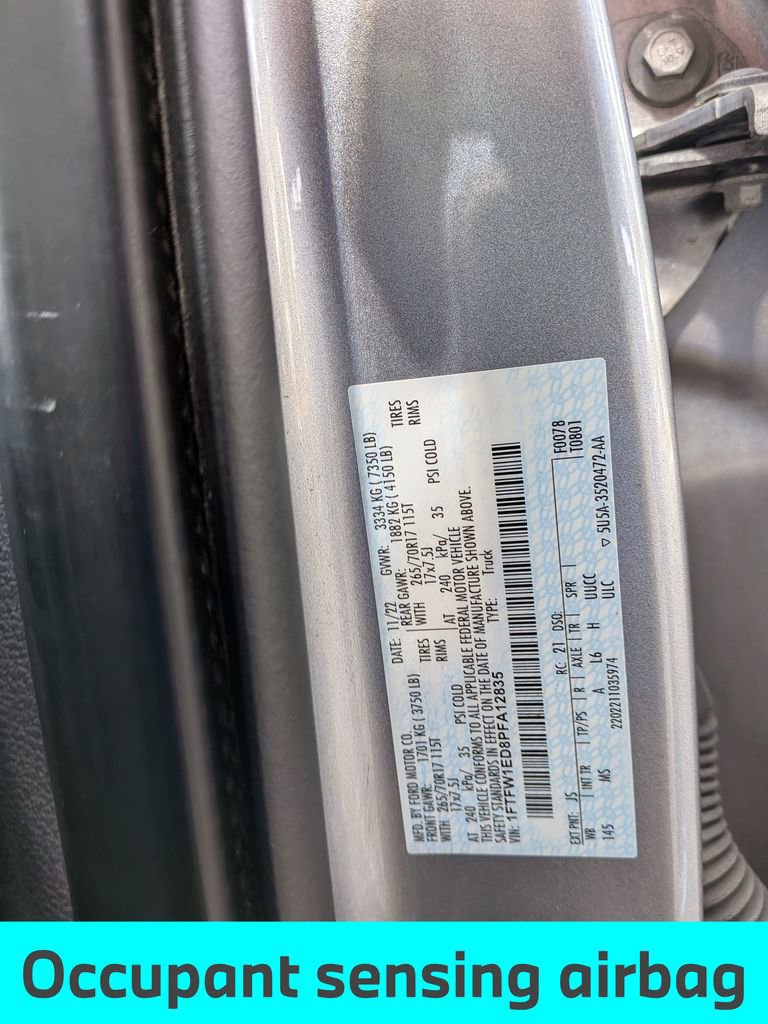 MFD. BY FORD MOTOR CO.
DATE: 11/22
GVWR: 3334 KG ( 7350 LB)
FRONT GAWR: 1701 KG ( 3750 LB)
REAR GAWR: 1882 KG ( 4150 LB)
WITH 265/70R17 115T TIRES
WITH 265/70R17 115T TIRES
17x7.5J RIMS
17x7.5J RIMS
AT 240 kPa/ 35 PSI COLD
AT 240 kPa/ 35 PSI COLD
THIS VEHICLE CONFORMS TO ALL APPLICABLE FEDERAL MOTOR VEHICLE
SAFETY STANDARDS IN EFFECT ON THE DATE OF MANUFACTURE SHOWN ABOVE.
VIN: 1FTFW1ED8PFA12835
TYPE: Truck
F0078
T0801
EXT PNT: JS RC: 21 DSO:
WB INT TR TP/PS R AXLE TR SPR
145 MS A L6 H UUCC
2202211035974 ULC ▽ 5U5A-3520472-AA
Occupant sensing airbag